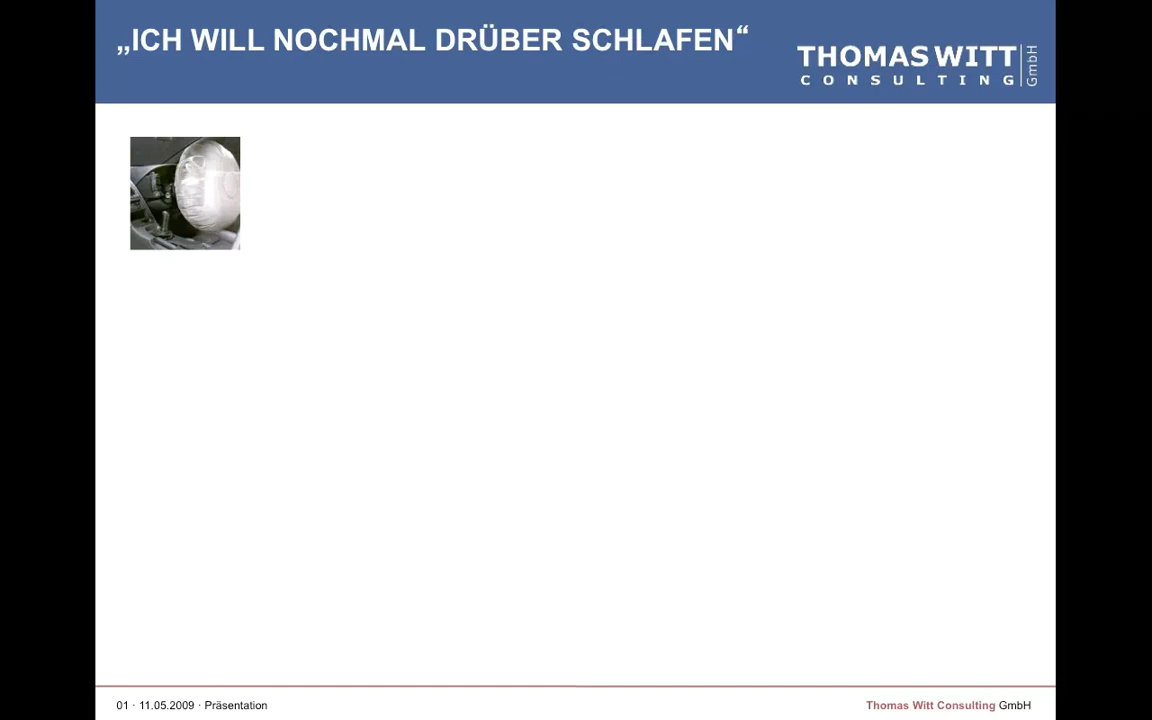 „ICH WILL NOCHMAL DRÜBER SCHLAFEN“
THOMAS WITT
CONSULTING
GmbH
01 · 11.05.2009 · Präsentation
Thomas Witt Consulting GmbH